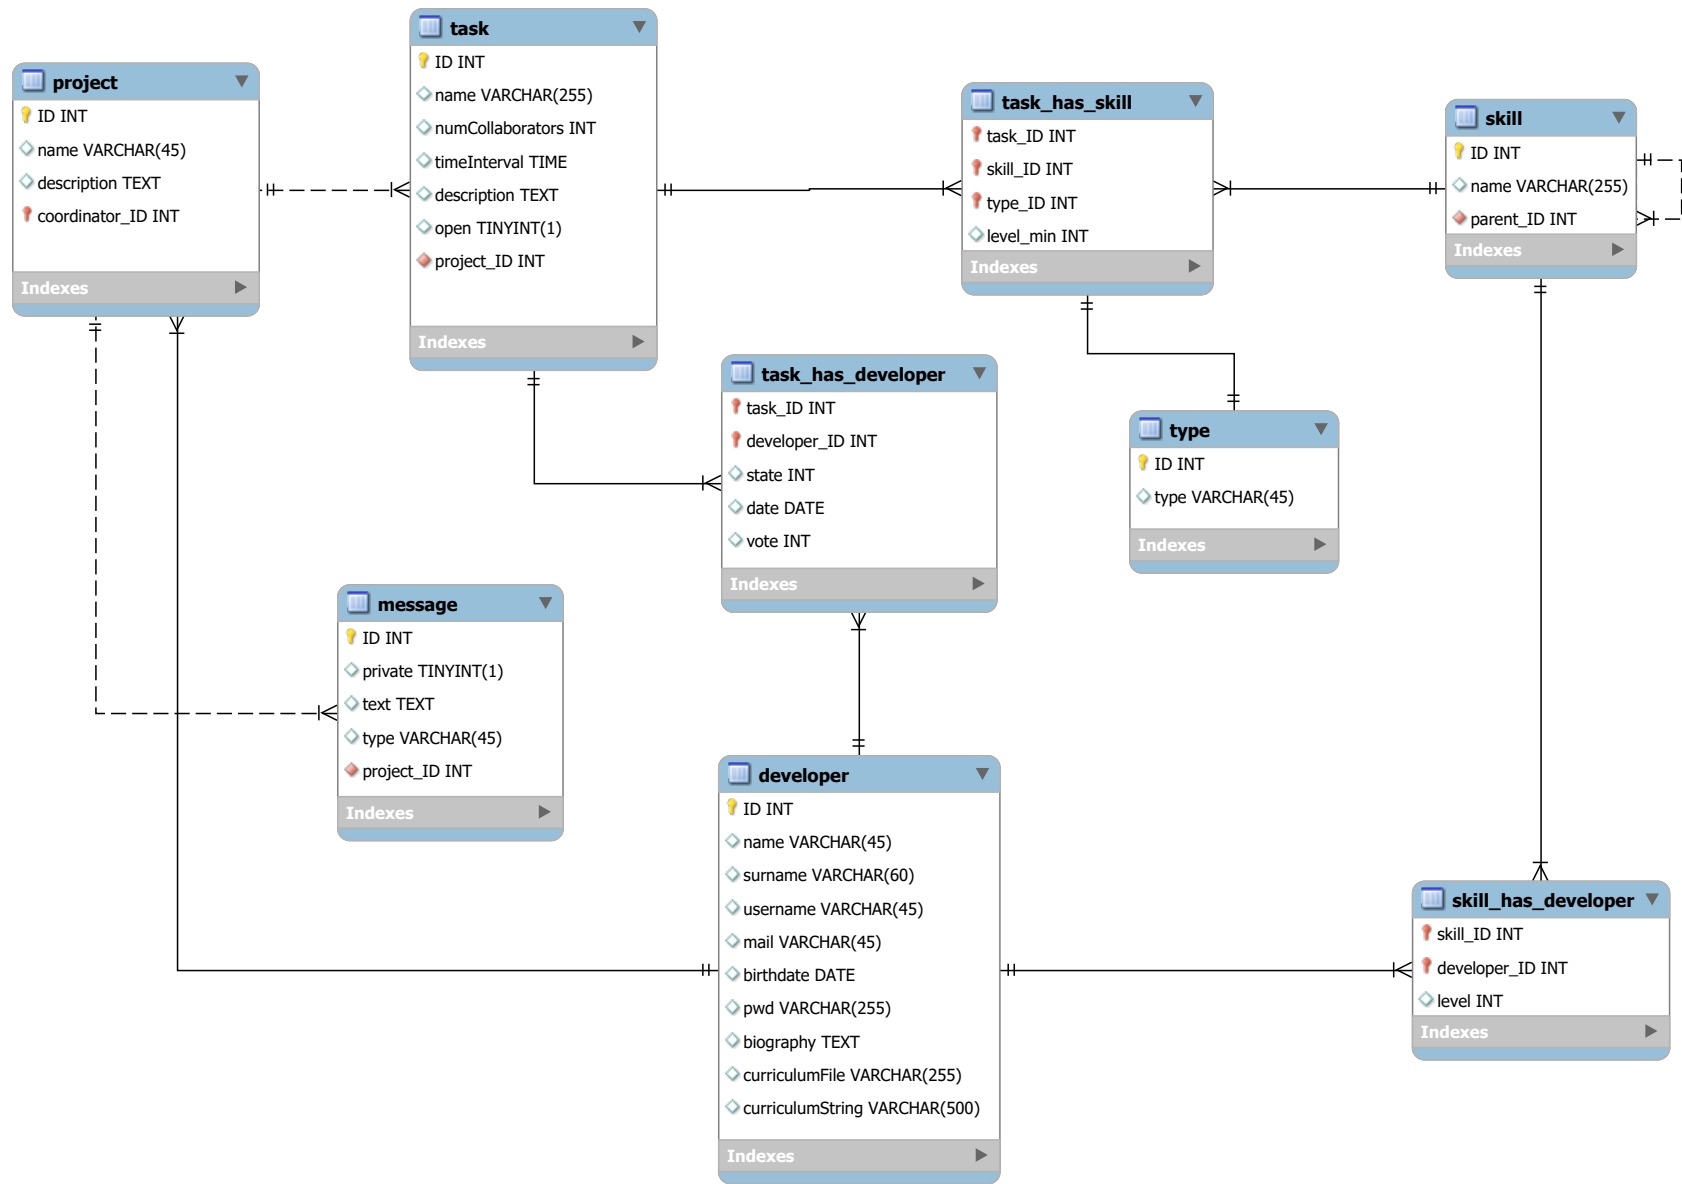 project
ID INT
name VARCHAR(45)
description TEXT
coordinator_ID INT
Indexes
task
ID INT
name VARCHAR(255)
numCollaborators INT
timeInterval TIME
description TEXT
open TINYINT(1)
project_ID INT
Indexes
task_has_skill
task_ID INT
skill_ID INT
type_ID INT
level_min INT
Indexes
skill
ID INT
name VARCHAR(255)
parent_ID INT
Indexes
task_has_developer
task_ID INT
developer_ID INT
state INT
date DATE
vote INT
Indexes
type
ID INT
type VARCHAR(45)
Indexes
message
ID INT
private TINYINT(1)
text TEXT
type VARCHAR(45)
project_ID INT
Indexes
developer
ID INT
name VARCHAR(45)
surname VARCHAR(60)
username VARCHAR(45)
mail VARCHAR(45)
birthdate DATE
pwd VARCHAR(255)
biography TEXT
curriculumFile VARCHAR(255)
curriculumString VARCHAR(500)
Indexes
skill_has_developer
skill_ID INT
developer_ID INT
level INT
Indexes